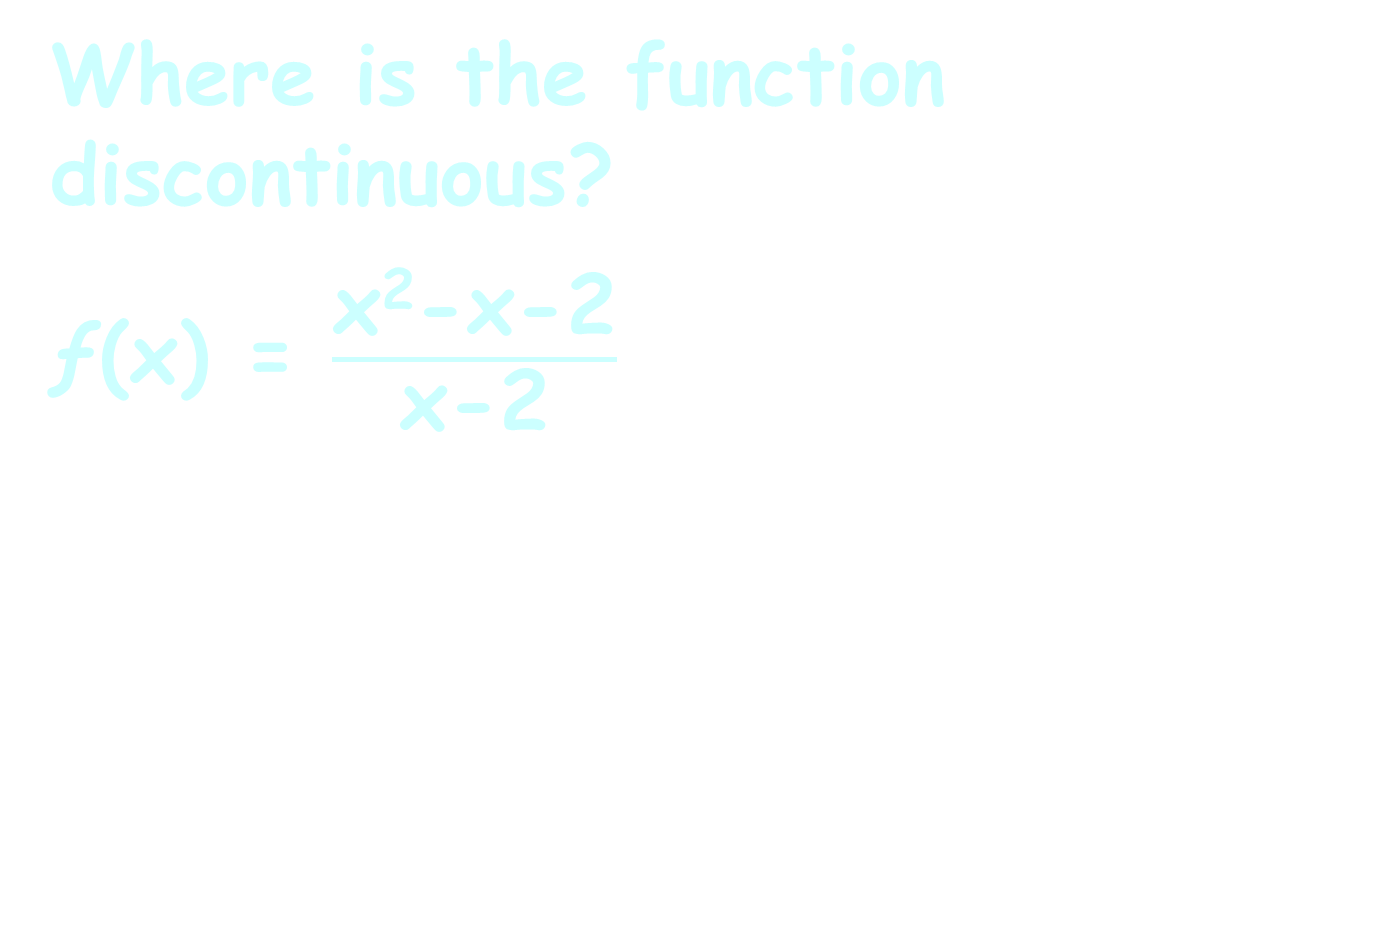 Where is the function
discontinuous?
f(x) = x²-x-2
x-2